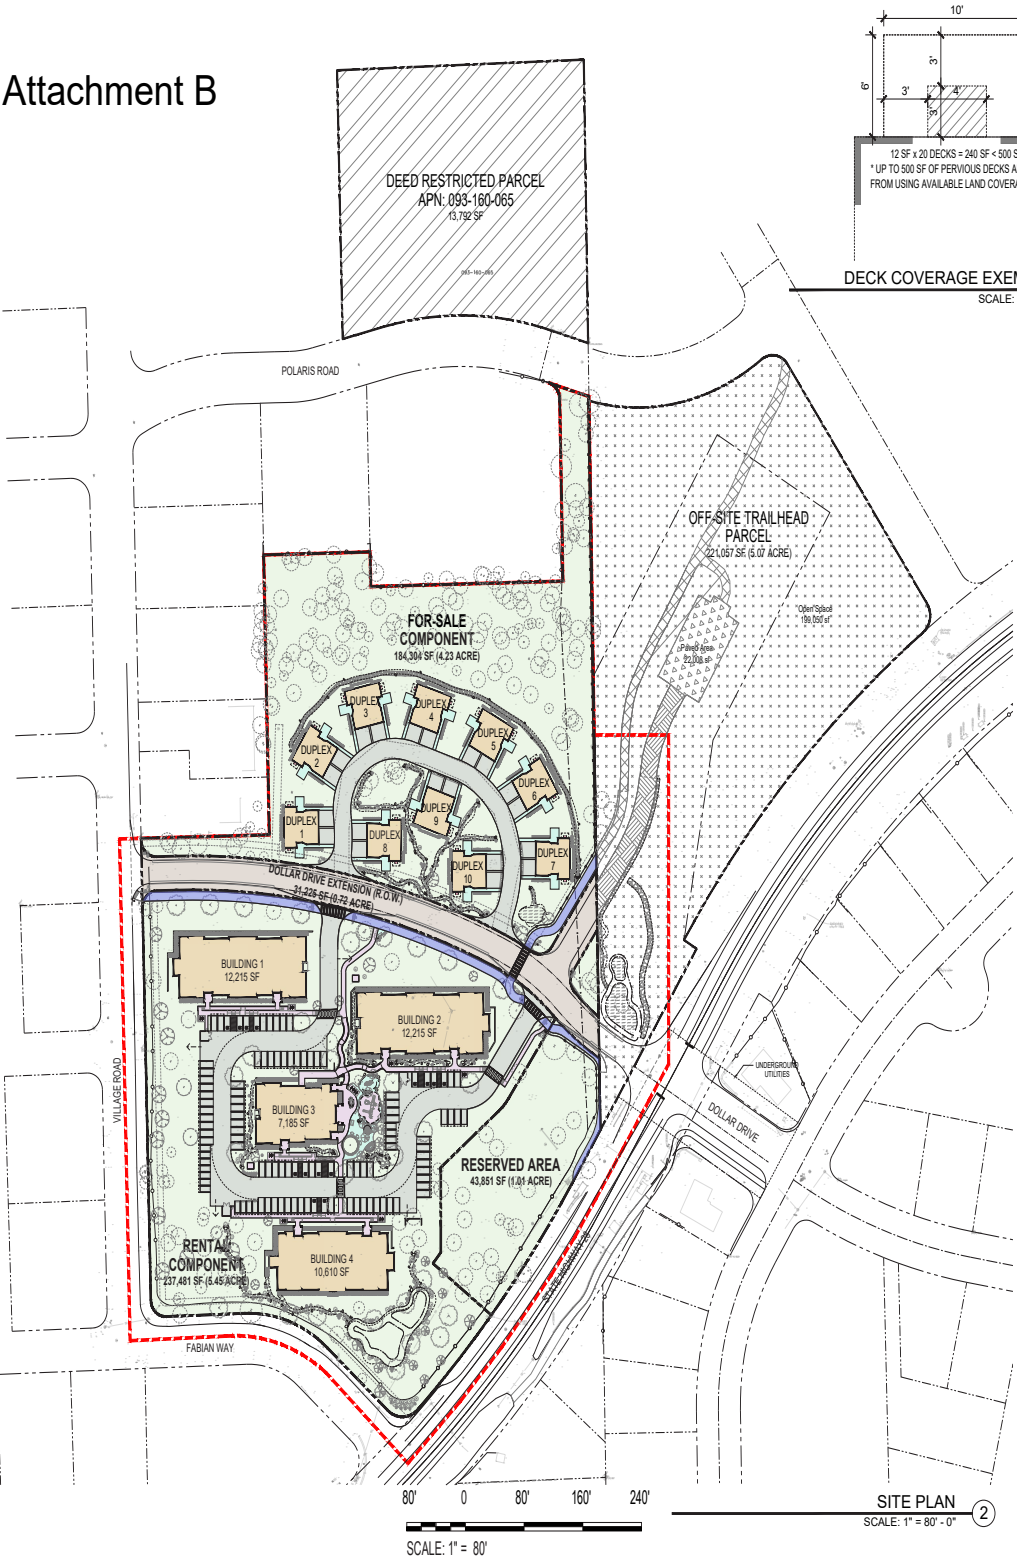 Attachment B
10'
6'
3'
3'
4'
3'
12 SF x 20 DECKS = 240 SF < 500 S
* UP TO 500 SF OF PERVIOUS DECKS A
FROM USING AVAILABLE LAND COVERA
DECK COVERAGE EXEM
SCALE:
DEED RESTRICTED PARCEL
APN: 093-160-065
13,792 SF
093-160-065
POLARIS ROAD
OFF-SITE TRAILHEAD
PARCEL
221,057 SF (5.07 ACRE)
Open Space
199,050 sf
Paved Area
FOR-SALE
COMPONENT
184,304 SF (4.23 ACRE)
DUPLEX
3
DUPLEX
4
DUPLEX
2
DUPLEX
5
DUPLEX
6
DUPLEX
9
DUPLEX
1
DUPLEX
8
DUPLEX
7
DUPLEX
10
DOLLAR DRIVE EXTENSION (R.O.W.)
31,226 SF (0.72 ACRE)
BUILDING 1
12,215 SF
BUILDING 2
12,215 SF
BUILDING 3
7,185 SF
BUILDING 4
10,610 SF
VILLAGE ROAD
UNDERGROUND
UTILITIES
DOLLAR DRIVE
RESERVED AREA
43,851 SF (1.01 ACRE)
RENTAL
COMPONENT
237,481 SF (5.45 ACRE)
STATE HIGHWAY 28
FABIAN WAY
80' 0 80' 160' 240'
SCALE: 1" = 80'
SITE PLAN 2
SCALE: 1" = 80' - 0"